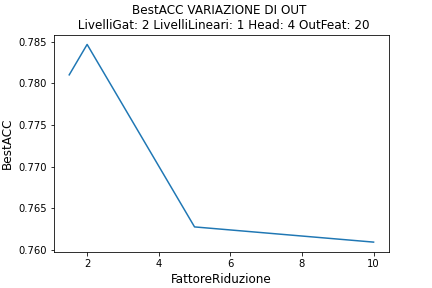 BestACC VARIAZIONE DI OUT
LivelliGat: 2 LivelliLineari: 1 Head: 4 OutFeat: 20
0.785
0.780
0.775
0.770
0.765
0.760
BestACC
2 4 6 8 10
FattoreRiduzione